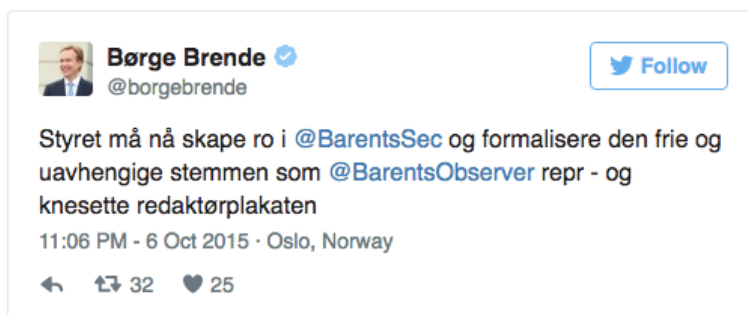 Børge Brende
Follow
@borgebrende
Styret må nå skape ro i @BarentsSec og formalisere den frie og
uavhengige stemmen som @BarentsObserver repr - og
knesette redaktørplakaten
11:06 PM - 6 Oct 2015 · Oslo, Norway
32 25